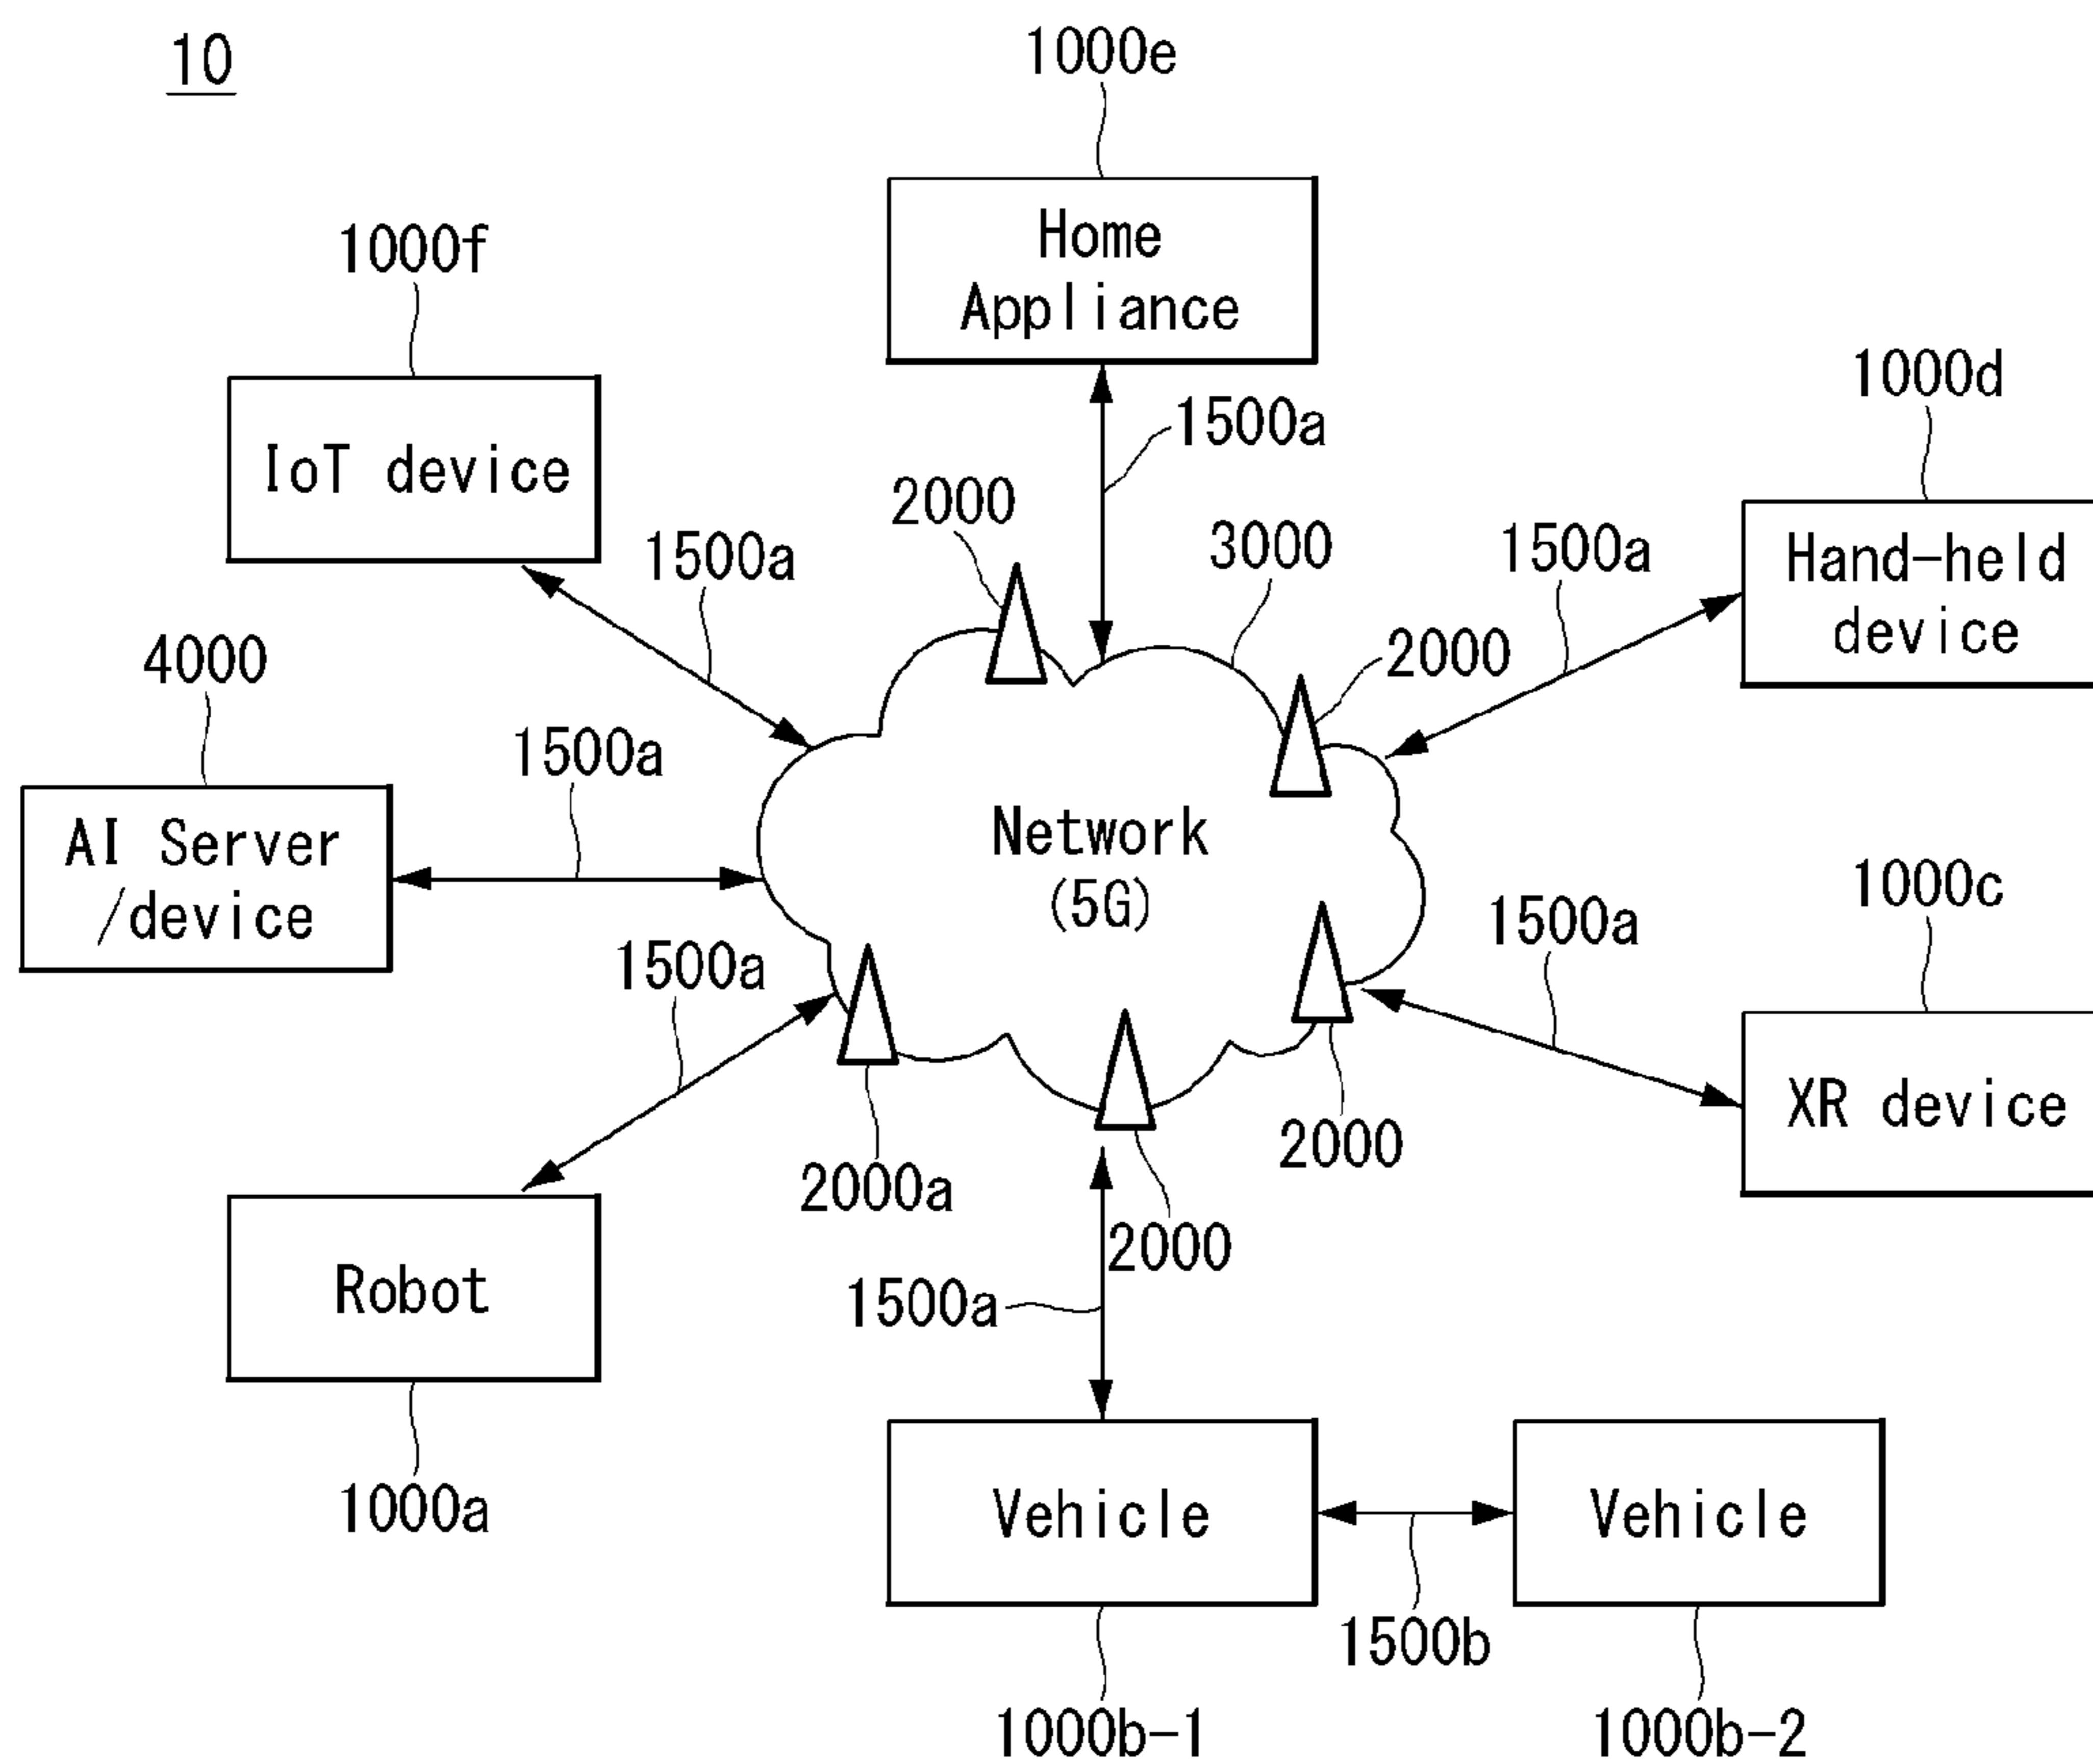 10
1000e
Home
Appliance
1000f
1500a
1000d
IoT device
2000
3000
1500a
1500a
Hand-held
device
2000
4000
1500a
Network
(5G)
AI Server
/device
1000c
1500a
1500a
XR device
2000
2000a
2000
Robot
1500a
1000a
Vehicle
Vehicle
1500b
1000b-1
1000b-2